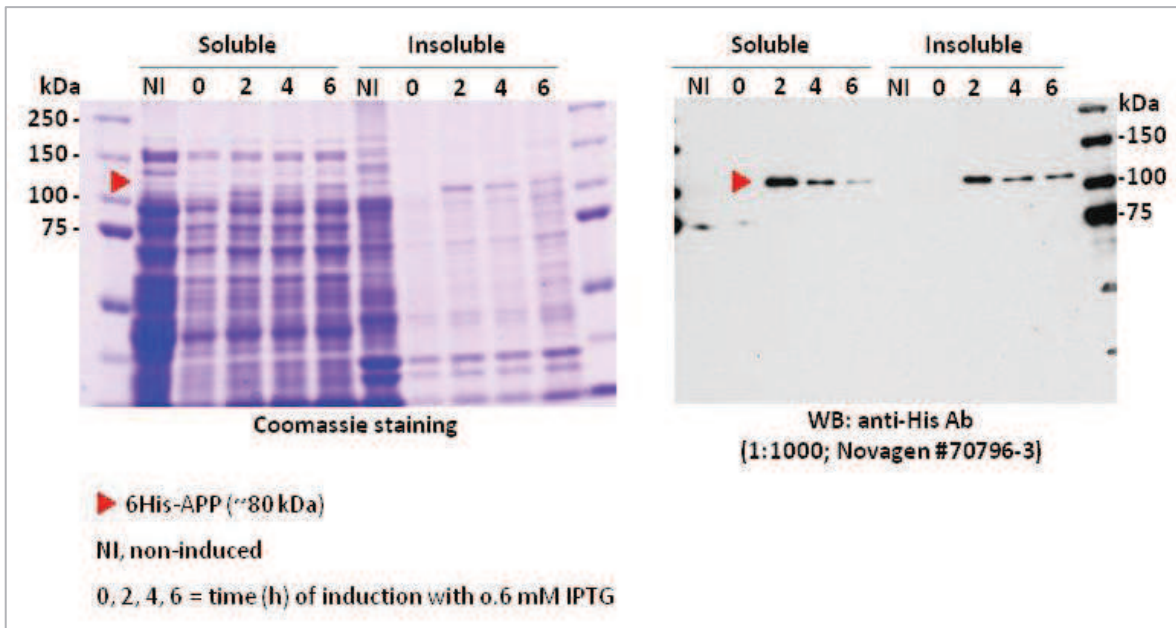 Soluble Insoluble
kDa NI 0 2 4 6 NI 0 2 4 6
250 -
150 -
100 -
75 -
Coomassie staining
Soluble Insoluble
NI 0 2 4 6 NI 0 2 4 6
kDa
-150
-100
-75
WB: anti-His Ab
(1:1000; Novagen #70796-3)
6His-APP (~80 kDa)
NI, non-induced
0, 2, 4, 6 = time (h) of induction with o.6 mM IPTG